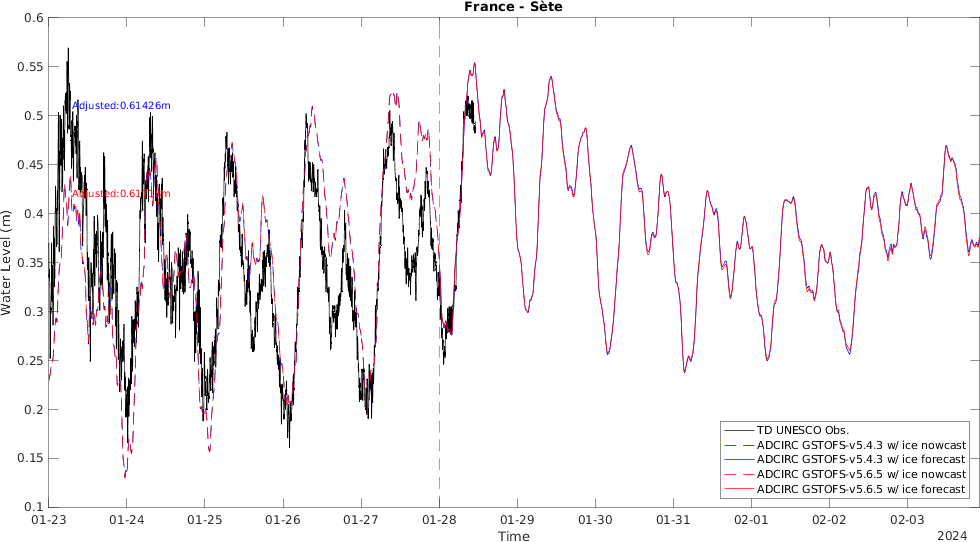 France - Sète
0.6
0.55
0.5
0.45
0.4
0.35
0.3
0.25
0.2
0.15
0.1
Water Level (m)
Adjusted:0.61426m
TD UNESCO Obs.
ADCIRC GSTOFS-v5.4.3 w/ ice nowcast
ADCIRC GSTOFS-v5.4.3 w/ ice forecast
ADCIRC GSTOFS-v5.6.5 w/ ice nowcast
ADCIRC GSTOFS-v5.6.5 w/ ice forecast
01-23 01-24 01-25 01-26 01-27 01-28 01-29 01-30 01-31 02-01 02-02 02-03
Time
2024